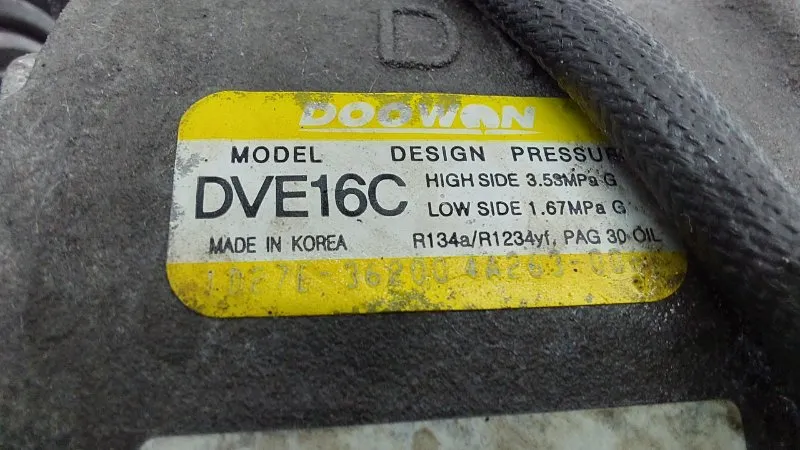 D
DOOWON
MODEL DESIGN PRESSUR
DVE16C HIGH SIDE 3.53MPa G
LOW SIDE 1.67MPa G
MADE IN KOREA R134a/R1234yf, PAG 30 OIL